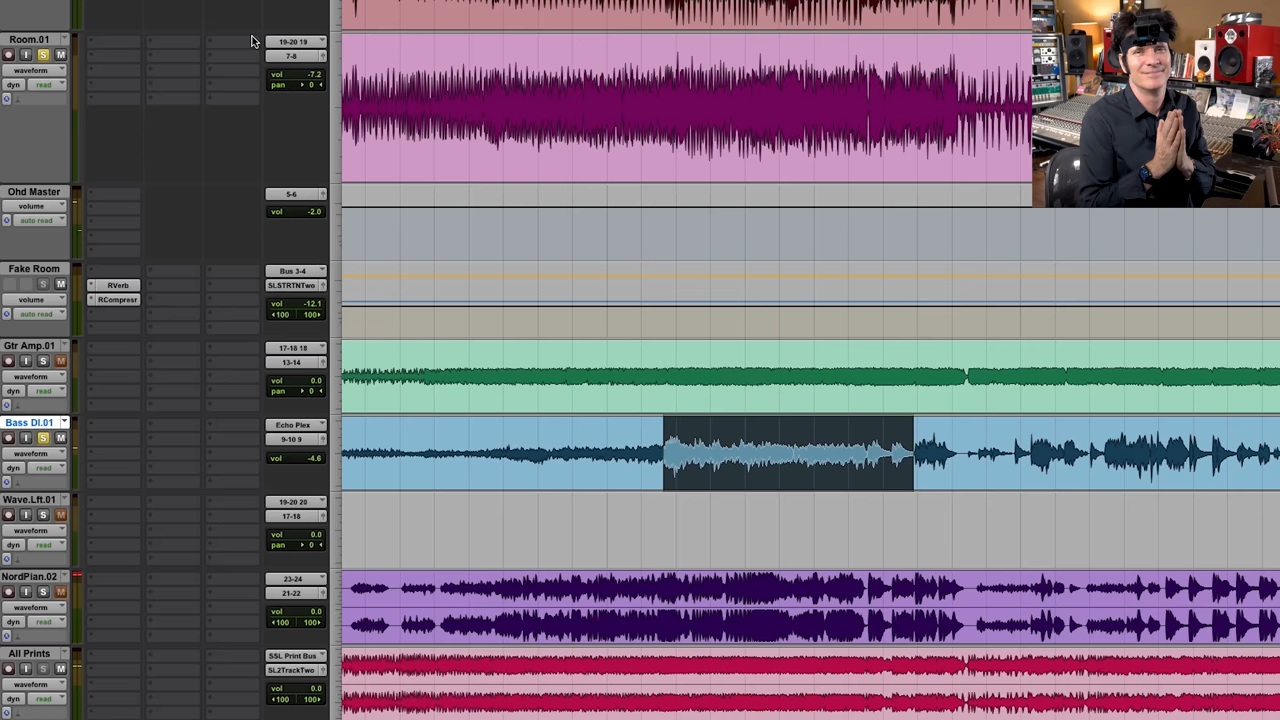 Room.01
I S M
waveform
dyn read
19-20 19
7-8
vol -7.2
pan 0
Ohd Master
volume
auto read
5-6
vol -2.0
Fake Room
S M
volume
auto read
RVerb
RCompresr
Bus 3-4
SLSTRTNTwo
vol -12.1
100 100
Gtr Amp.01
I S M
waveform
dyn read
17-18 18
13-14
vol 0.0
pan 0
Bass DI.01
I S M
waveform
dyn read
Echo Plex
9-10 9
vol -4.6
Wave.Lft.01
I S M
waveform
dyn read
19-20 20
17-18
vol 0.0
pan 0
NordPian.02
I S M
waveform
dyn read
23-24
21-22
vol 0.0
100 100
All Prints
I S M
waveform
dyn read
SSL Print Bus
SL2TrackTwo
vol 0.0
100 100